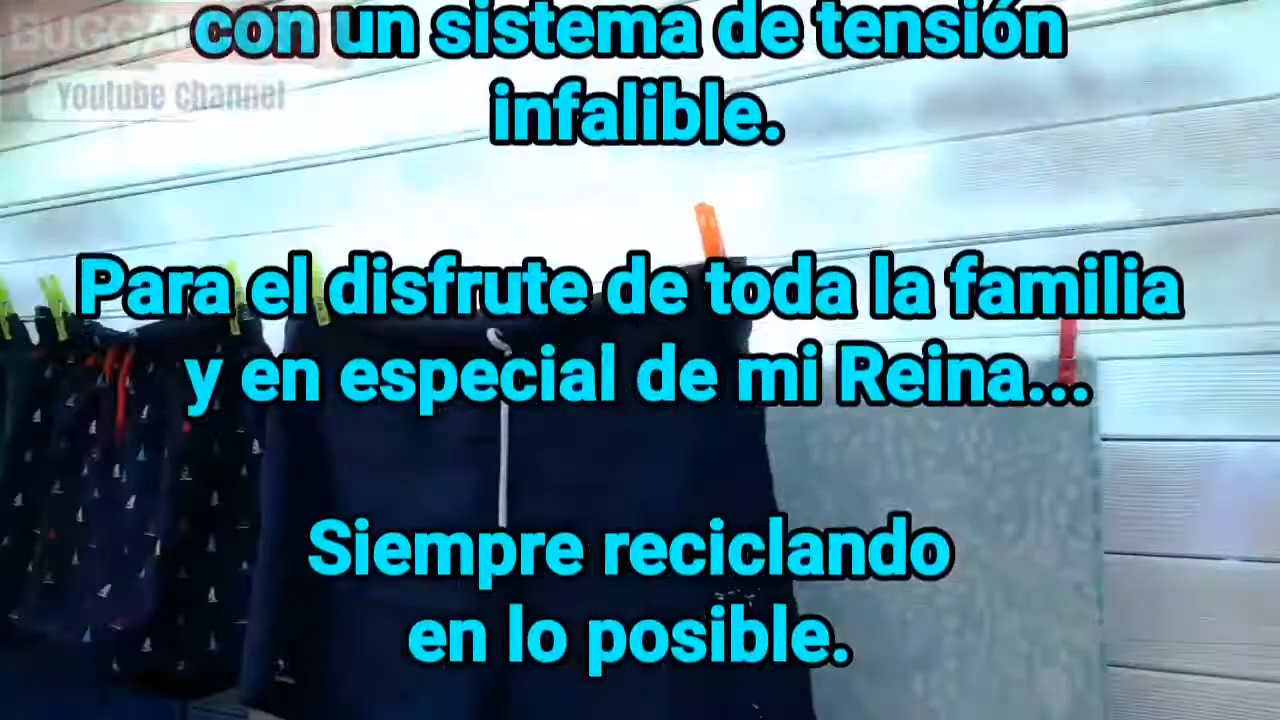 con un sistema de tensión
Youtube Channel
infalible.
Para el disfrute de toda la familia
y en especial de mi Reina...
Siempre reciclando
en lo posible.